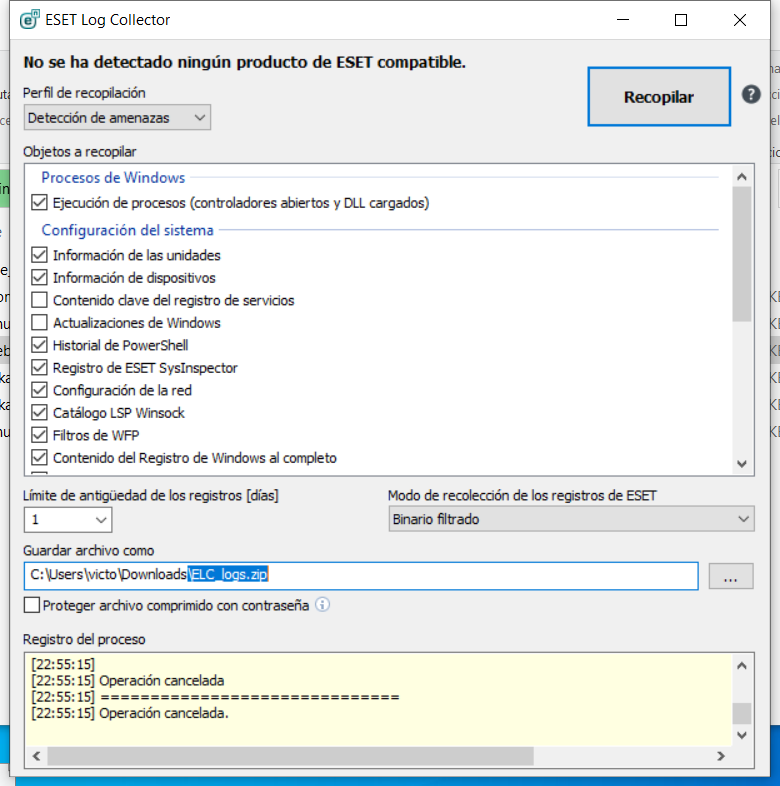 ESET Log Collector
No se ha detectado ningún producto de ESET compatible.
Perfil de recopilación
Detección de amenazas
Recopilar
?
Objetos a recopilar
Procesos de Windows
Ejecución de procesos (controladores abiertos y DLL cargados)
Configuración del sistema
Información de las unidades
Información de dispositivos
Contenido clave del registro de servicios
Actualizaciones de Windows
Historial de PowerShell
Registro de ESET SysInspector
Configuración de la red
Catálogo LSP Winsock
Filtros de WFP
Contenido del Registro de Windows al completo
Límite de antigüedad de los registros [días]
Modo de recolección de los registros de ESET
1
Binario filtrado
Guardar archivo como
C:\Users\victo\Downloads\ELC_logs.zip
...
Proteger archivo comprimido con contraseña
Registro del proceso
[22:55:15]
[22:55:15] Operación cancelada
[22:55:15] ==============================
[22:55:15] Operación cancelada.